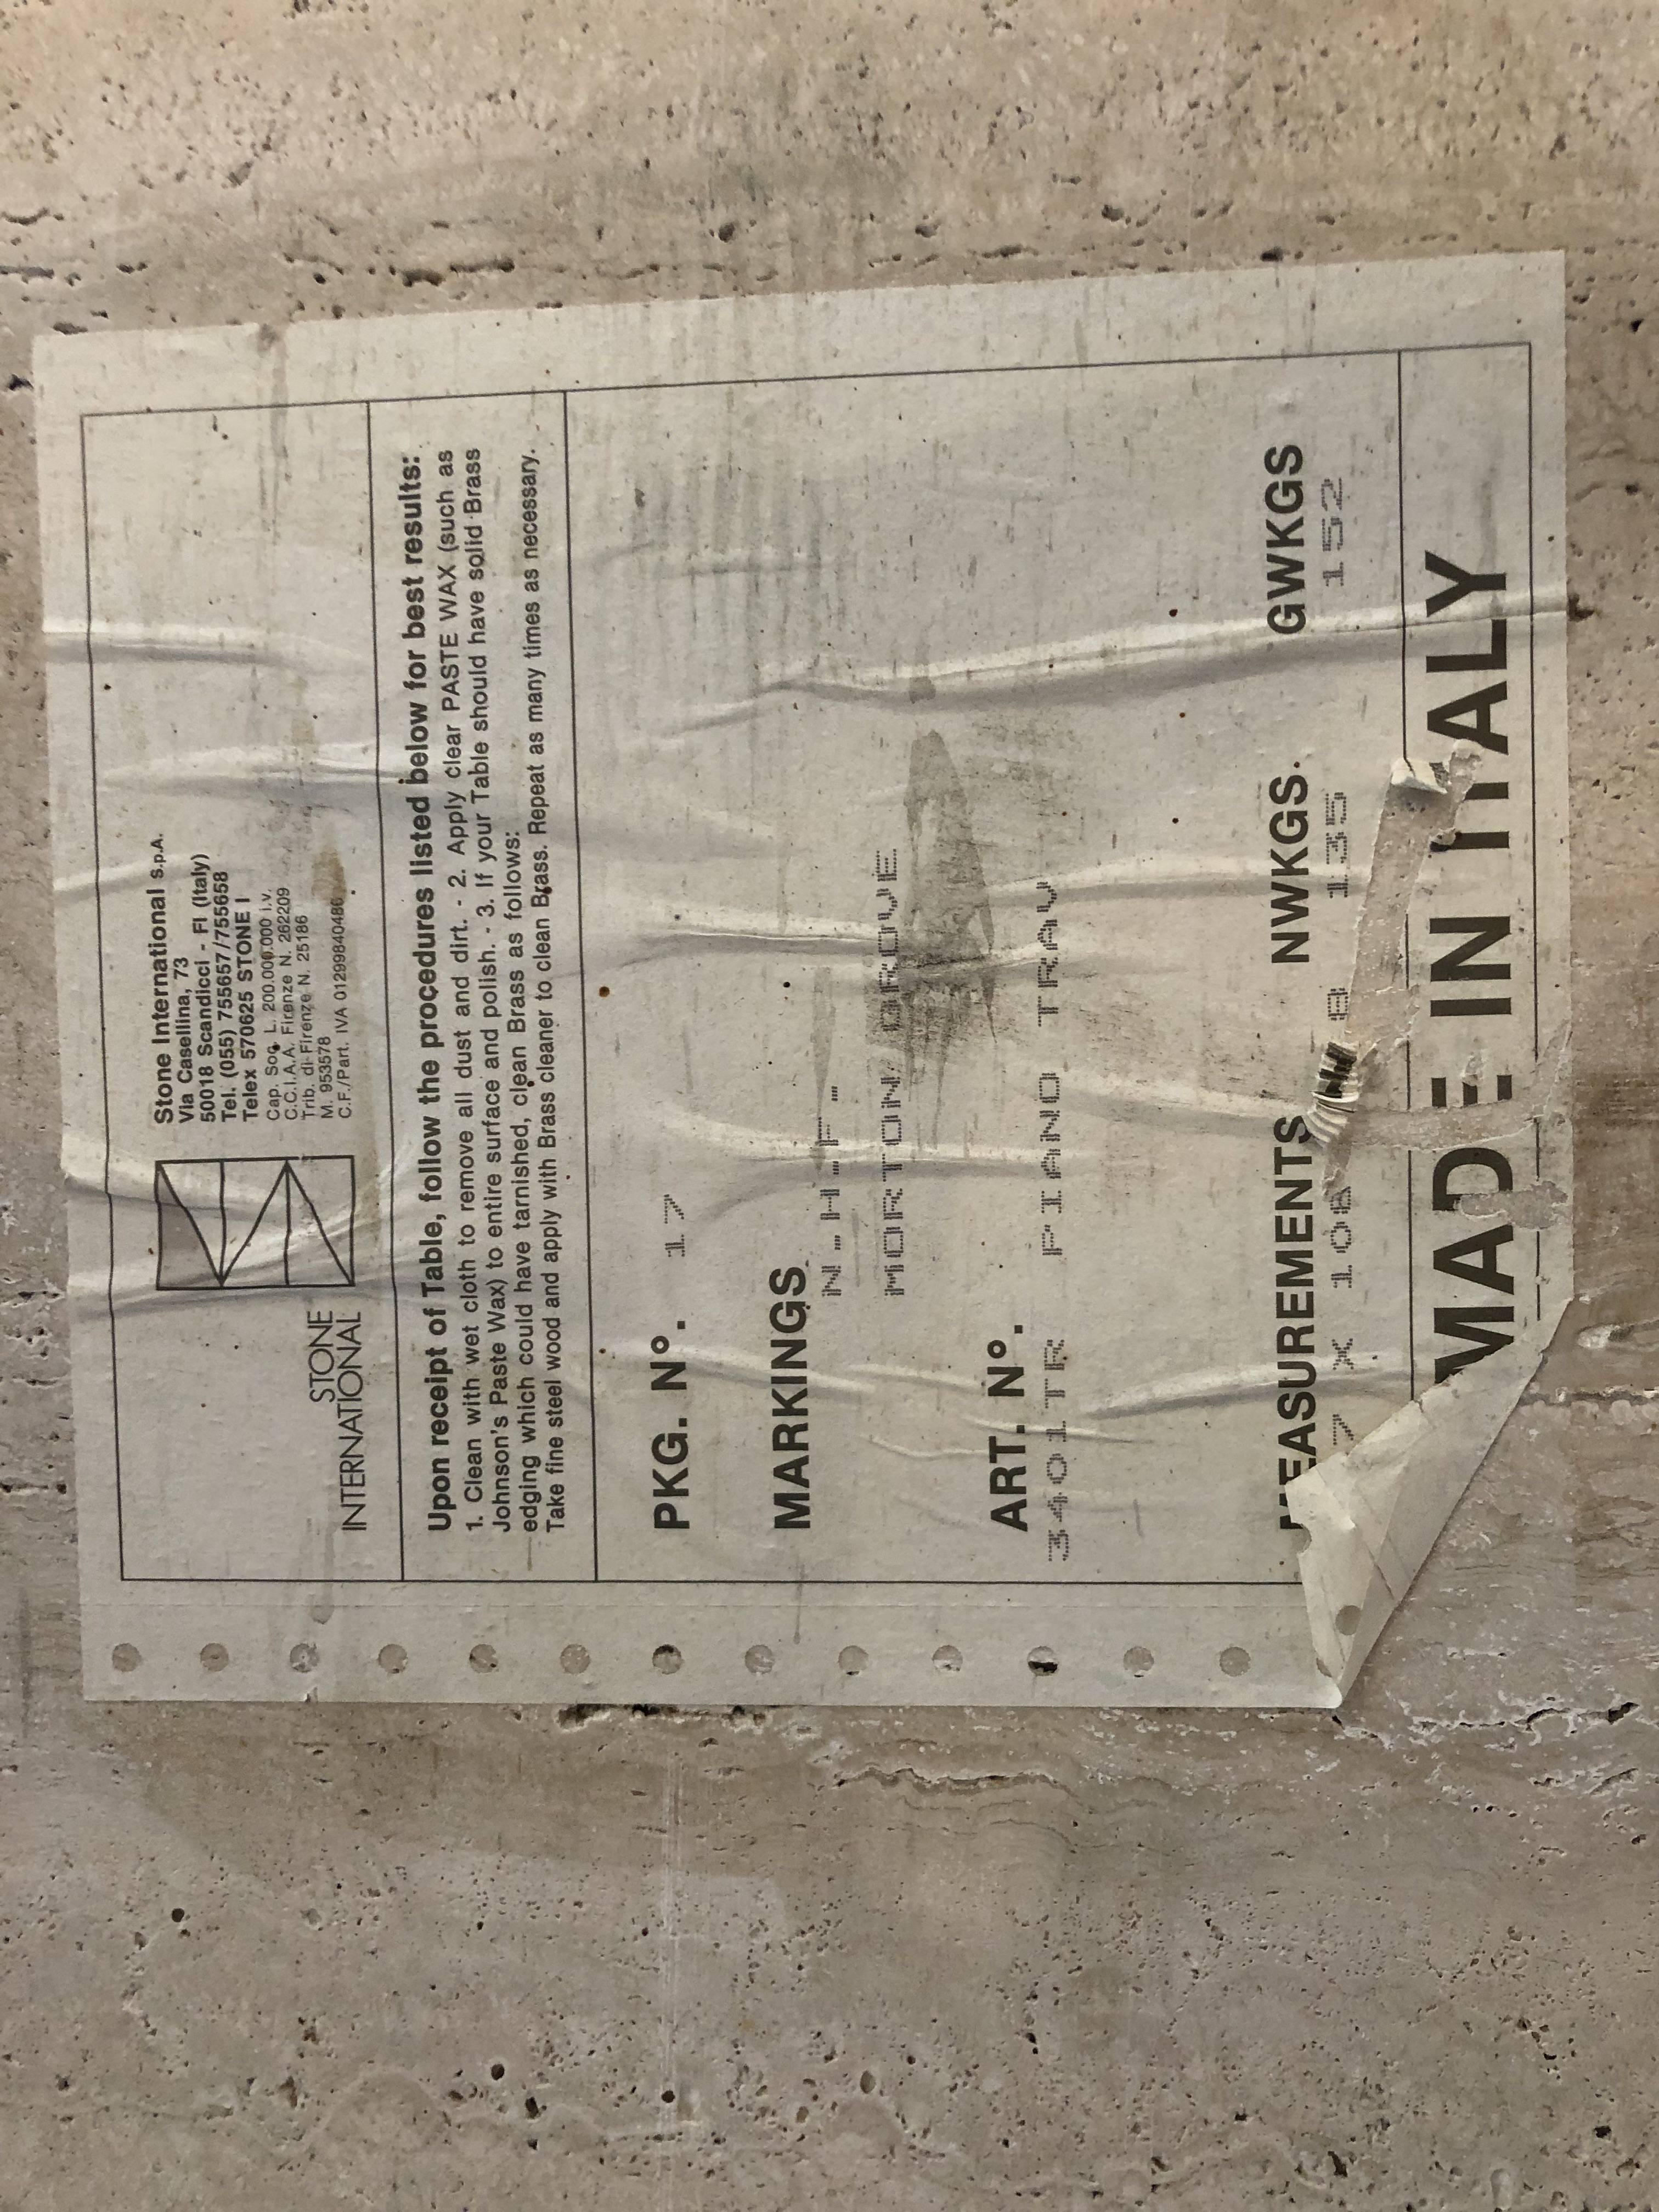 STONE
INTERNATIONAL
Stone International s.p.A.
Via Casellina, 73
50018 Scandicci - FI (Italy)
Tel. (055) 755657/755658
Telex 570625 STONE I
Cap. Soc. L. 200.000.000 i.v.
C.C.I.A.A. Firenze N. 262209
Trib. di Firenze N. 25186
M. 953578
C.F./Part. IVA 01299840486
Upon receipt of Table, follow the procedures listed below for best results:
1. Clean with wet cloth to remove all dust and dirt. - 2. Apply clear PASTE WAX (such as
Johnson's Paste Wax) to entire surface and polish. - 3. If your Table should have solid Brass
edging which could have tarnished, clean Brass as follows:
Take fine steel wood and apply with Brass cleaner to clean Brass. Repeat as many times as necessary.
PKG. N°. 17
MARKINGS
N.H.F.
MORTON GROVE
ART. N°.
3401TR PIANO TRAV
MEASUREMENTS NWKGS. GWKGS
7 X 108 8 135 152
MADE IN ITALY